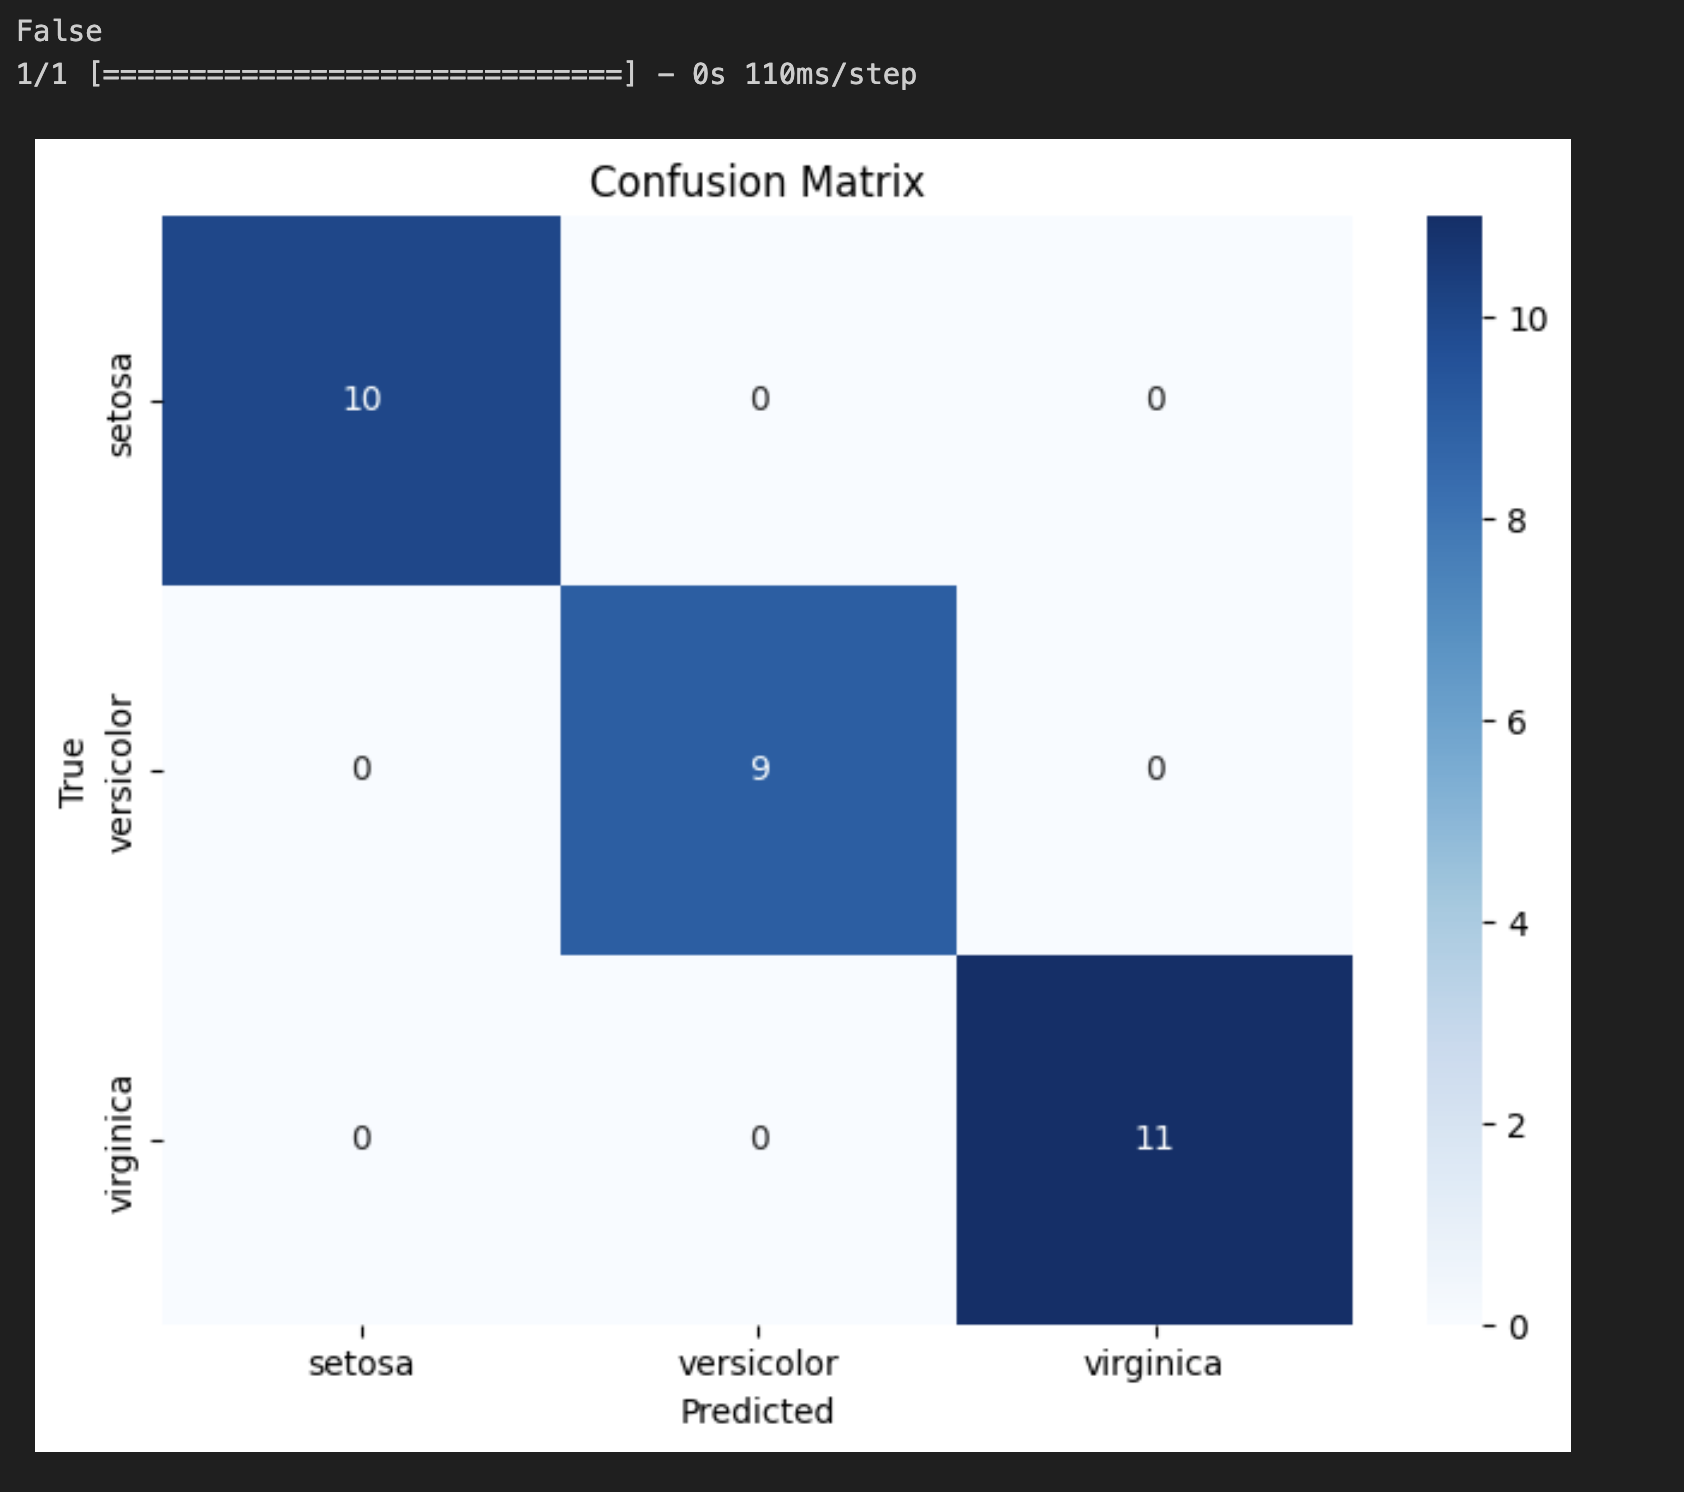 False
1/1 [==============================] - 0s 110ms/step
Confusion Matrix
setosa
10 0 0
versicolor
0 9 0
virginica
0 0 11
True
setosa versicolor virginica
Predicted
10
8
6
4
2
0